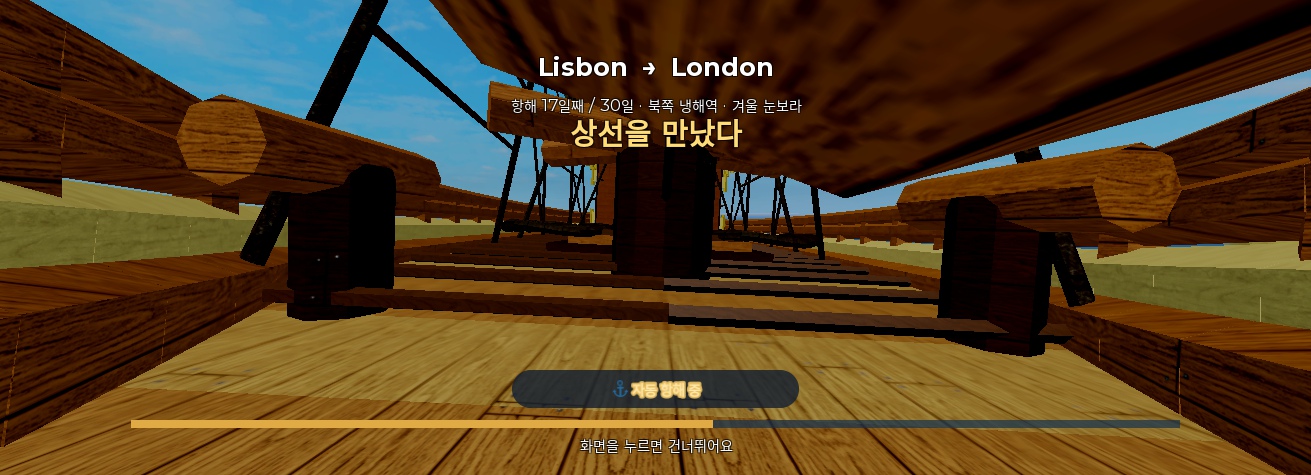 Lisbon → London
항해 17일째 / 30일 · 북쪽 냉해역 · 겨울 눈보라
상선을 만났다
⚓ 자동 항해 중
화면을 누르면 건너뛰어요